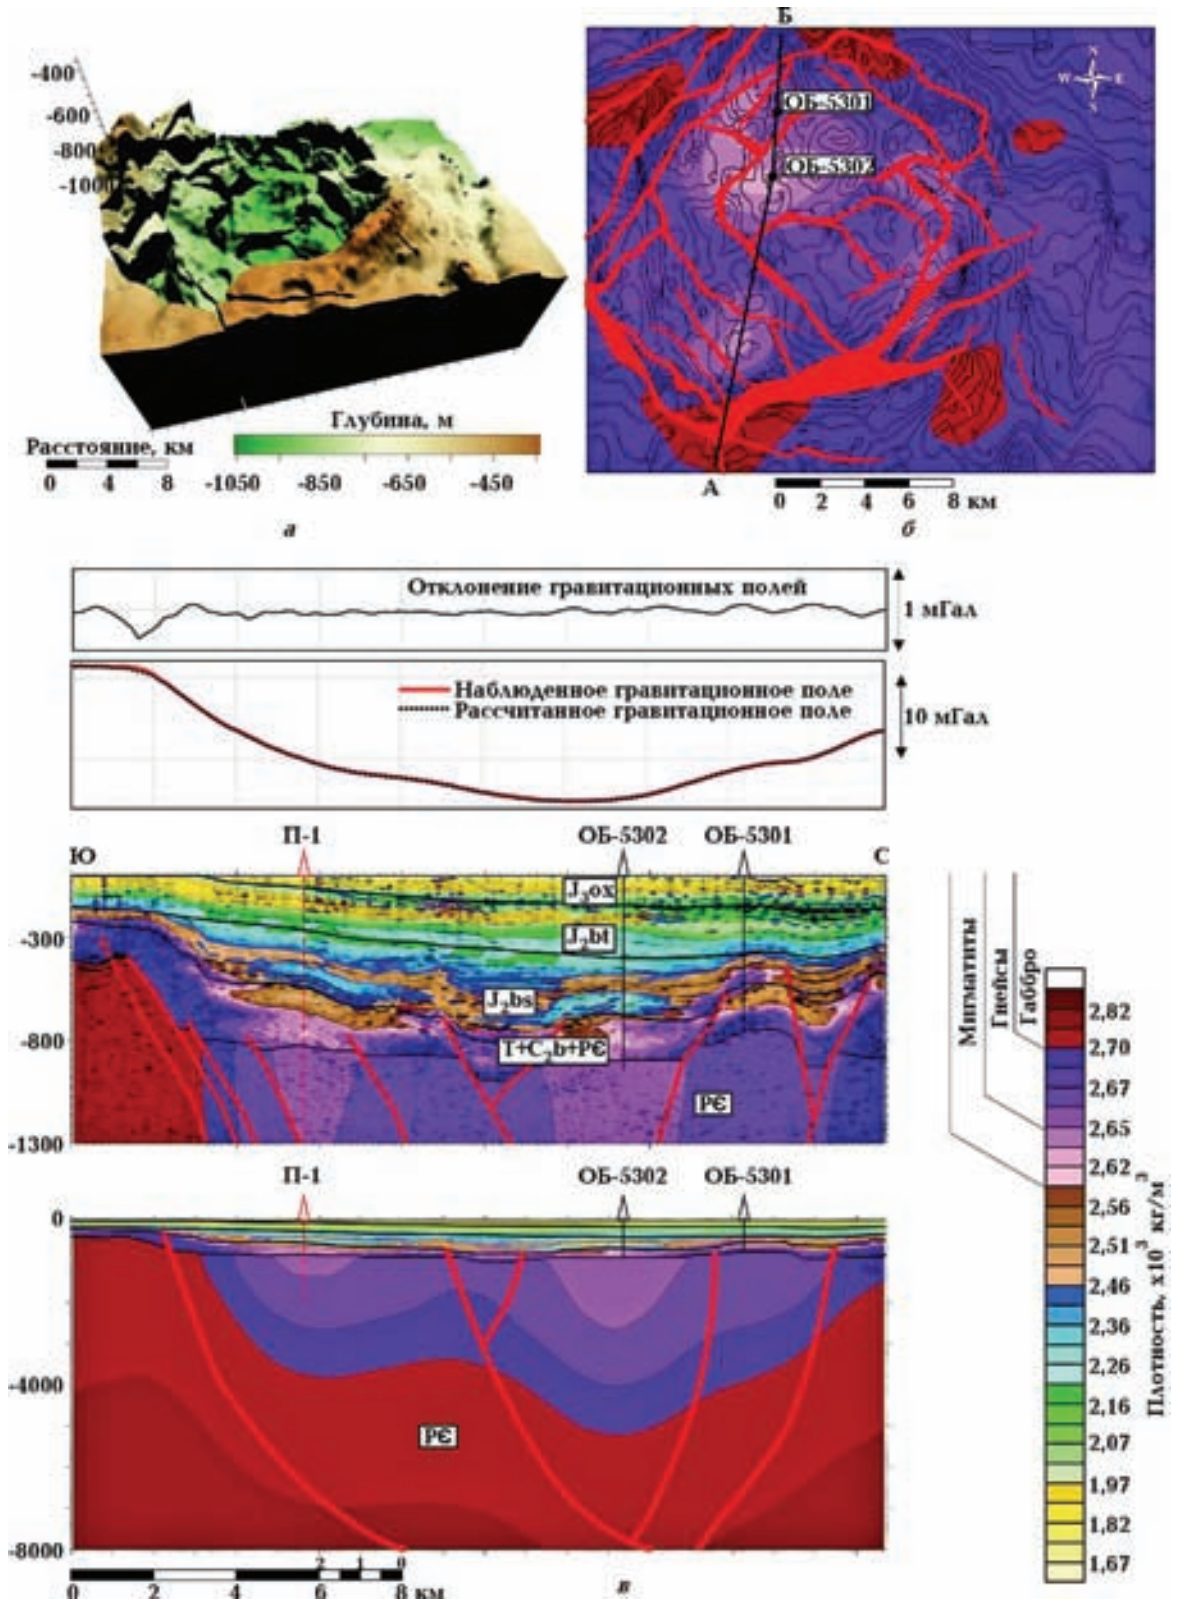 -400
-600
-800
-1000
Глубина, м
Расстояние, км
0 4 8
-1050 -850 -650 -450
а
Б
N
W E
S
ОБ-5301
ОБ-5302
А
0 2 4 6 8 км
б
Отклонение гравитационных полей
1 мГал
Наблюденное гравитационное поле
Рассчитанное гравитационное поле
10 мГал
Ю П-1 ОБ-5302 ОБ-5301 С
J₃ox
J₂bt
J₂bs
T+C₂b+PЄ
PЄ
-300
-800
-1300
П-1 ОБ-5302 ОБ-5301
0
-4000
-8000
PЄ
2 1 0
0 2 4 6 8 км
в
Мигматиты
Гнейсы
Габбро
2,82
2,70
2,67
2,65
2,62
2,56
2,51
2,46
2,36
2,26
2,16
2,07
1,97
1,82
1,67
Плотность, х10³ кг/м³